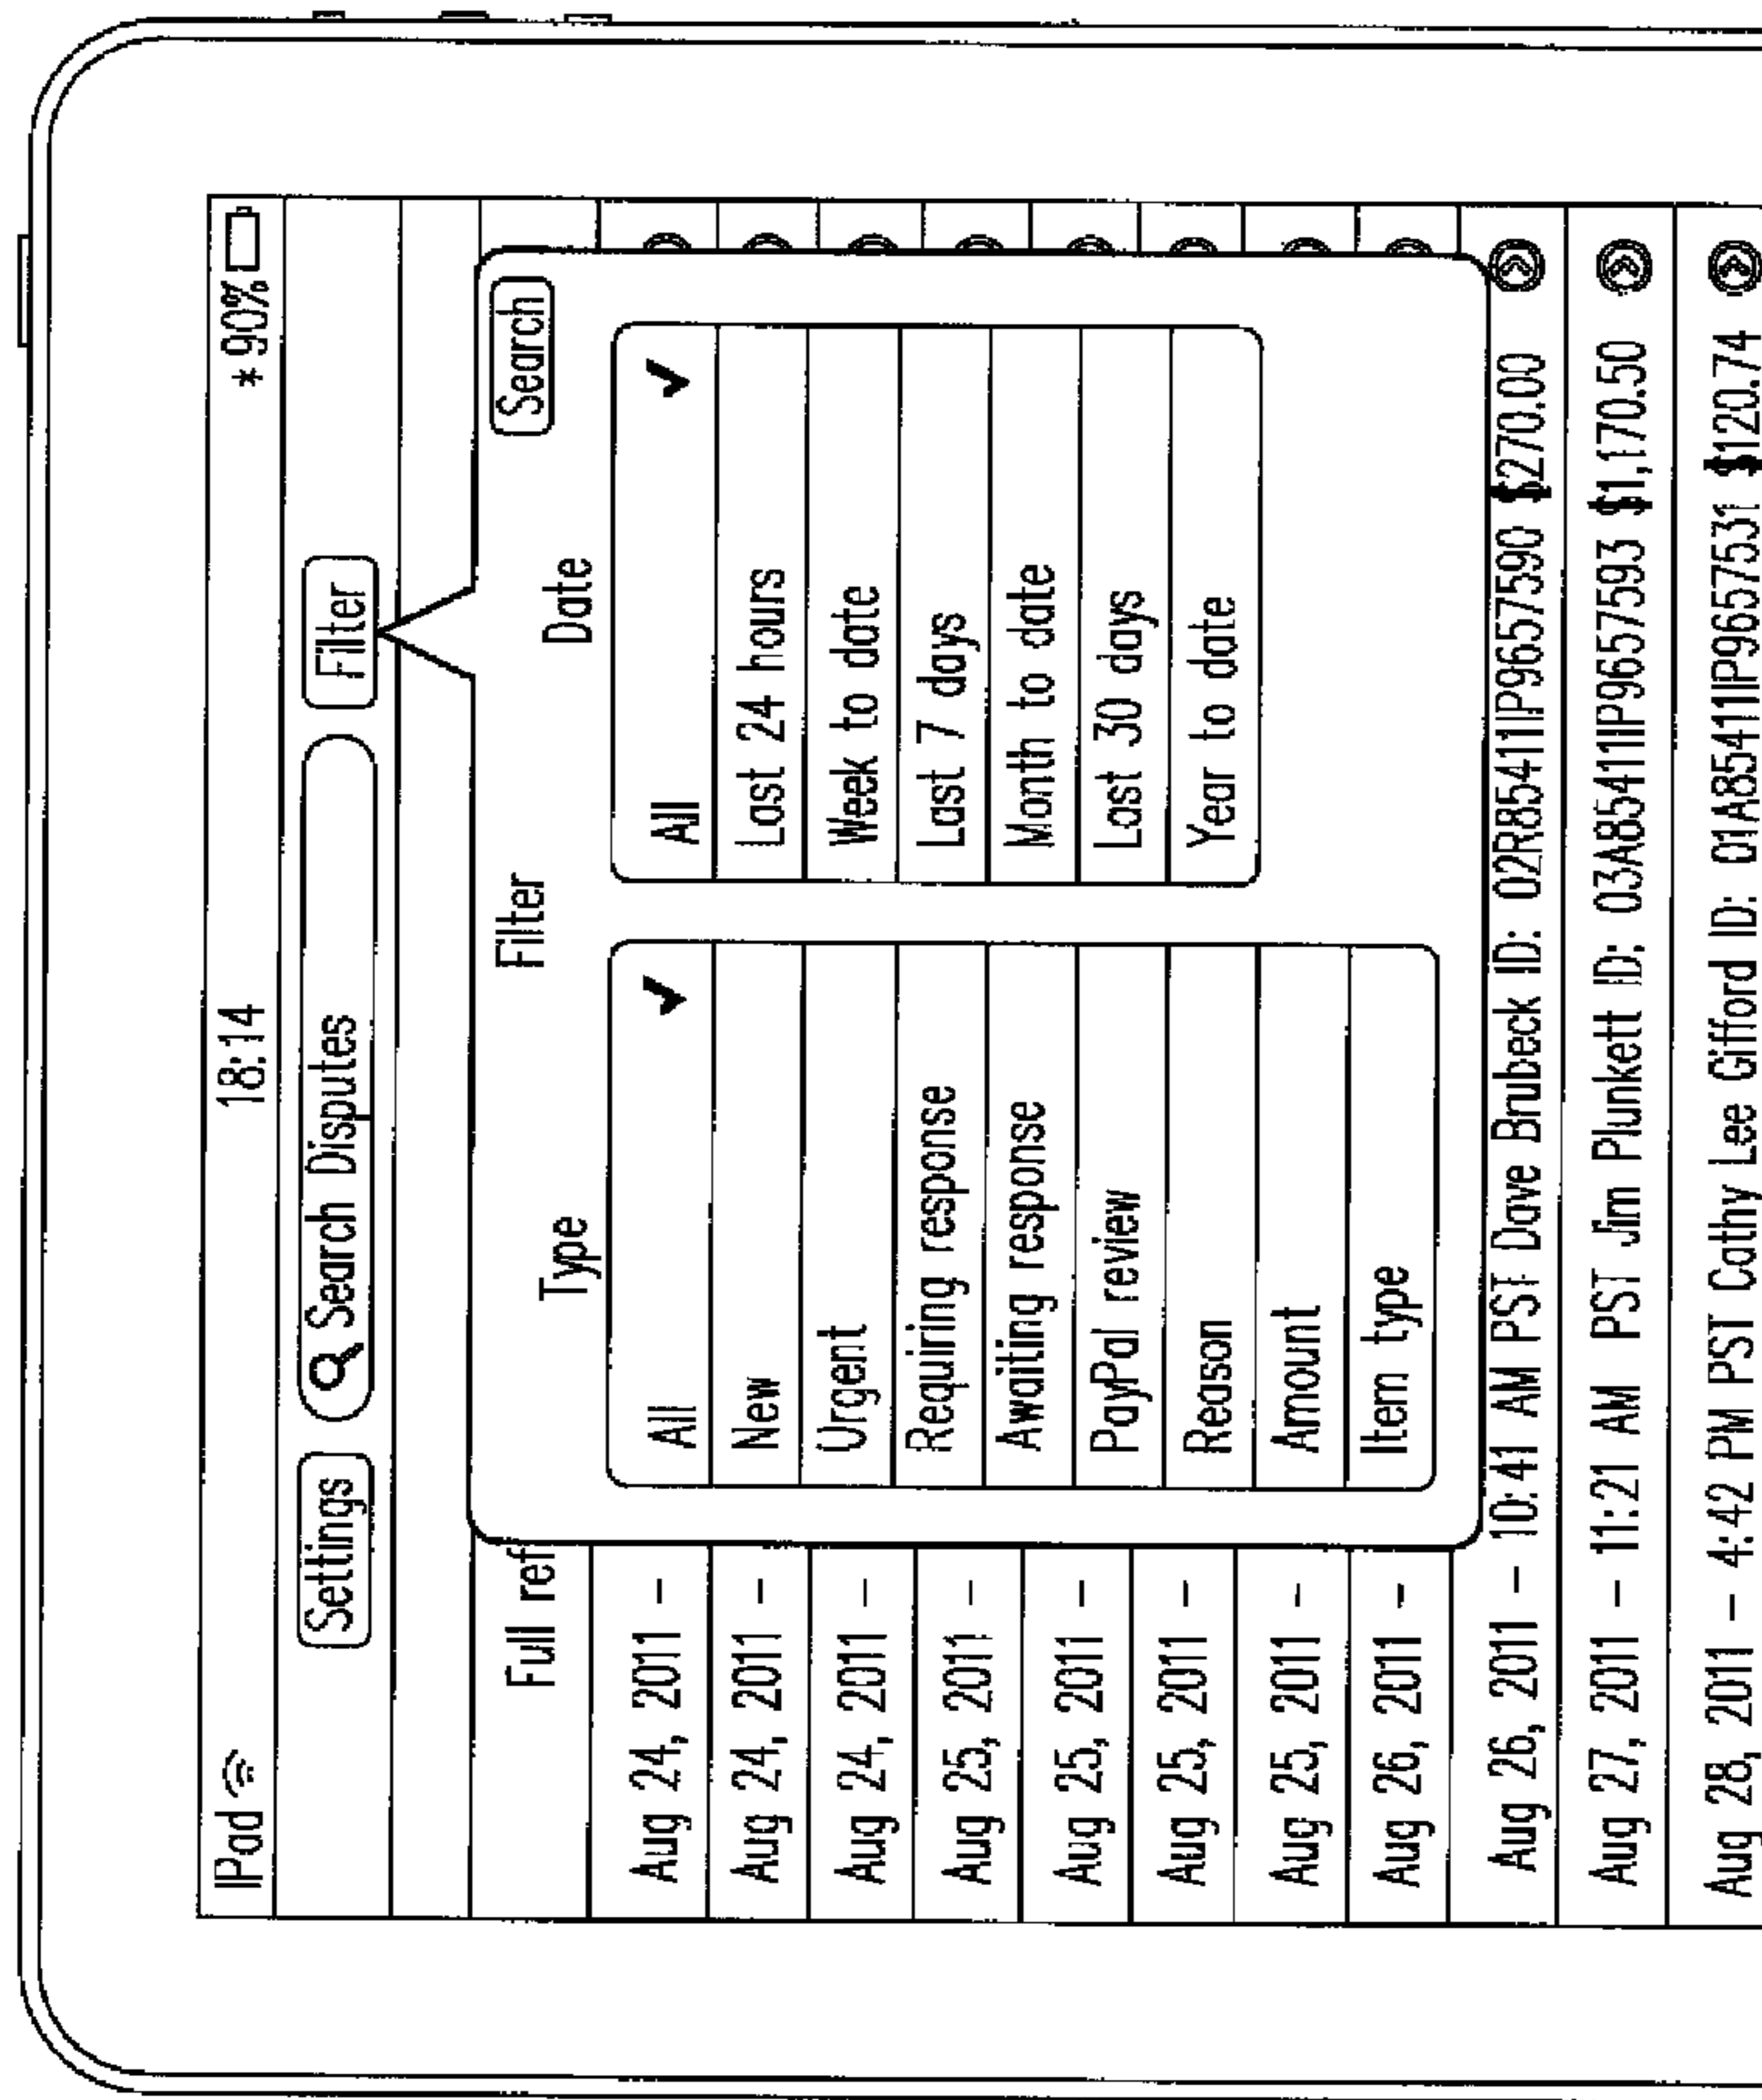 IPad 18:14 * 90%
Settings Search Disputes Filter
Full ref
Filter Search
Type Date
All All
New Last 24 hours
Urgent Week to date
Requiring response Last 7 days
Awaiting response Month to date
PayPal review Last 30 days
Reason Year to date
Amount
Item type
Aug 24, 2011 –
Aug 24, 2011 –
Aug 24, 2011 –
Aug 25, 2011 –
Aug 25, 2011 –
Aug 25, 2011 –
Aug 25, 2011 –
Aug 26, 2011 –
Aug 26, 2011 – 10:41 AM PST Dave Brubeck ID: 02R85411IP9657590 $270.00
Aug 27, 2011 – 11:21 AM PST Jim Plunkett ID: 03A85411IP9657593 $1,170.50
Aug 28, 2011 – 4:42 PM PST Cathy Lee Gifford ID: 01A85411IP9657531 $120.74